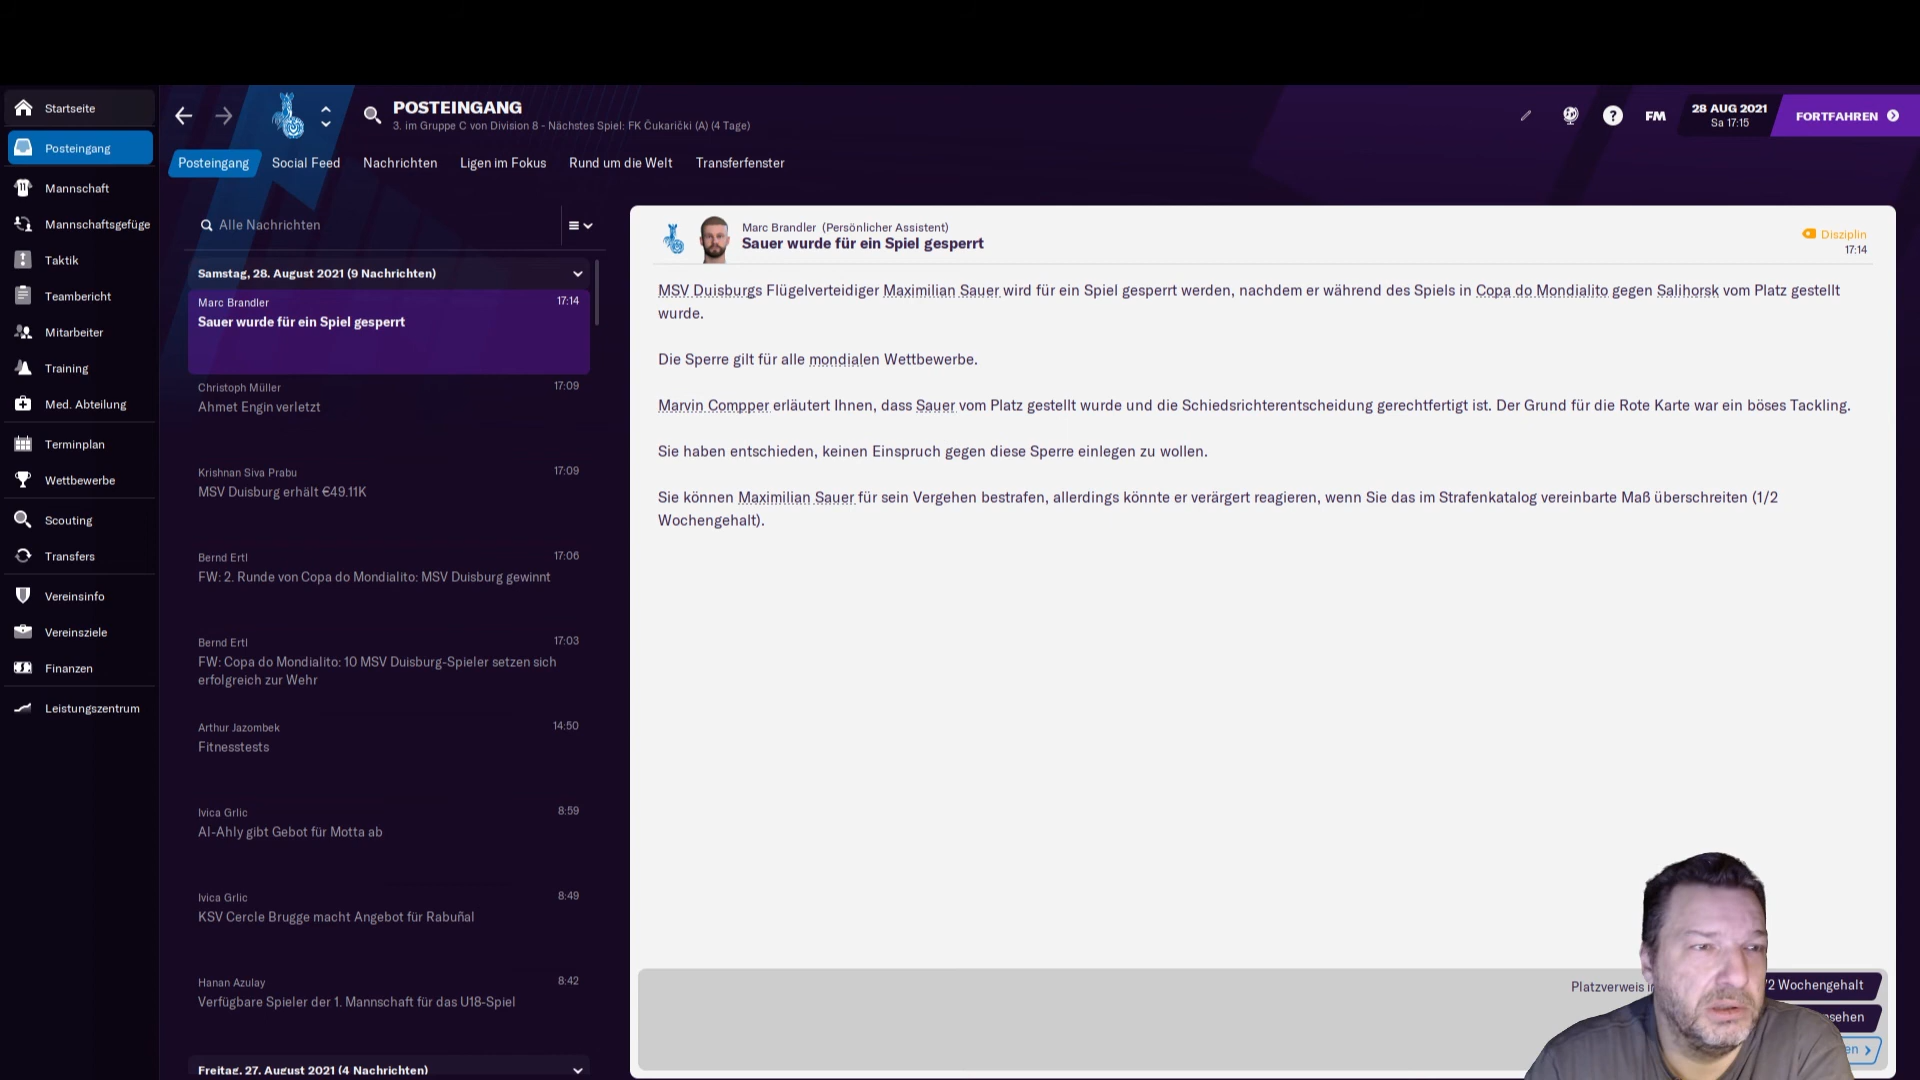 Startseite
Posteingang
Mannschaft
Mannschaftsgefüge
Taktik
Teambericht
Mitarbeiter
Training
Med. Abteilung
Terminplan
Wettbewerbe
Scouting
Transfers
Vereinsinfo
Vereinsziele
Finanzen
Leistungszentrum
POSTEINGANG
3. im Gruppe C von Division 8 - Nächstes Spiel: FK Čukarički (A) (4 Tage)
FM
28 AUG 2021
Sa 17:15
FORTFAHREN
Posteingang Social Feed Nachrichten Ligen im Fokus Rund um die Welt Transferfenster
Alle Nachrichten
Samstag, 28. August 2021 (9 Nachrichten)
Marc Brandler 17:14
Sauer wurde für ein Spiel gesperrt
Christoph Müller 17:09
Ahmet Engin verletzt
Krishnan Siva Prabu 17:09
MSV Duisburg erhält €49.11K
Bernd Ertl 17:06
FW: 2. Runde von Copa do Mondialito: MSV Duisburg gewinnt
Bernd Ertl 17:03
FW: Copa do Mondialito: 10 MSV Duisburg-Spieler setzen sich
erfolgreich zur Wehr
Arthur Jazombek 14:50
Fitnesstests
Ivica Grlic 8:59
Al-Ahly gibt Gebot für Motta ab
Ivica Grlic 8:49
KSV Cercle Brugge macht Angebot für Rabuñal
Hanan Azulay 8:42
Verfügbare Spieler der 1. Mannschaft für das U18-Spiel
Freitag, 27. August 2021 (4 Nachrichten)
Marc Brandler (Persönlicher Assistent)
Sauer wurde für ein Spiel gesperrt
Disziplin
17:14
MSV Duisburgs Flügelverteidiger Maximilian Sauer wird für ein Spiel gesperrt werden, nachdem er während des Spiels in Copa do Mondialito gegen Salihorsk vom Platz gestellt
wurde.
Die Sperre gilt für alle mondialen Wettbewerbe.
Marvin Compper erläutert Ihnen, dass Sauer vom Platz gestellt wurde und die Schiedsrichterentscheidung gerechtfertigt ist. Der Grund für die Rote Karte war ein böses Tackling.
Sie haben entschieden, keinen Einspruch gegen diese Sperre einlegen zu wollen.
Sie können Maximilian Sauer für sein Vergehen bestrafen, allerdings könnte er verärgert reagieren, wenn Sie das im Strafenkatalog vereinbarte Maß überschreiten (1/2
Wochengehalt).
Platzverweis
/2 Wochengehalt